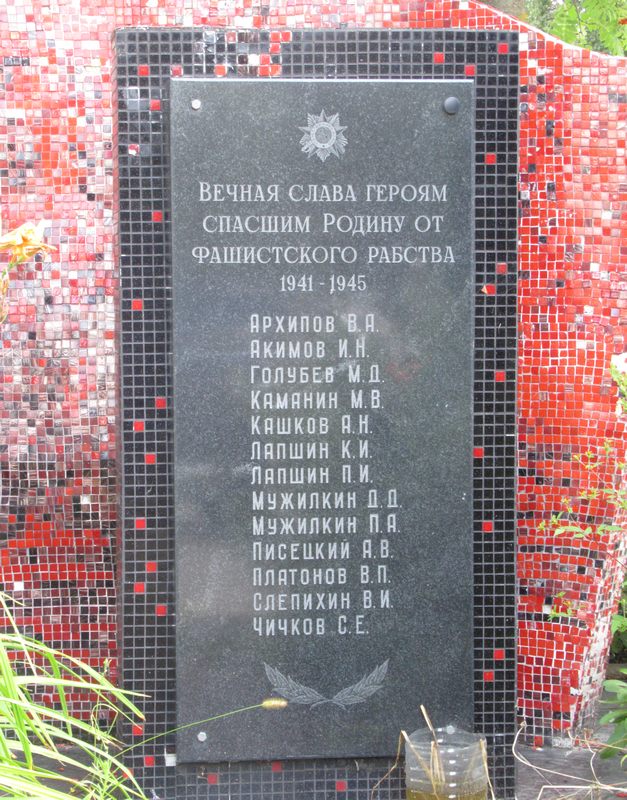 Вечная слава героям
спасшим Родину от
фашистского рабства
1941 - 1945
Архипов В.А.
Акимов И.Н.
Голубев М.Д.
Каманин М.В.
Кашков А.Н.
Лапшин К.И.
Лапшин П.И.
Мужилкин Д.Д.
Мужилкин П.А.
Писецкий А.В.
Платонов В.П.
Слепихин В.И.
Чичков С.Е.